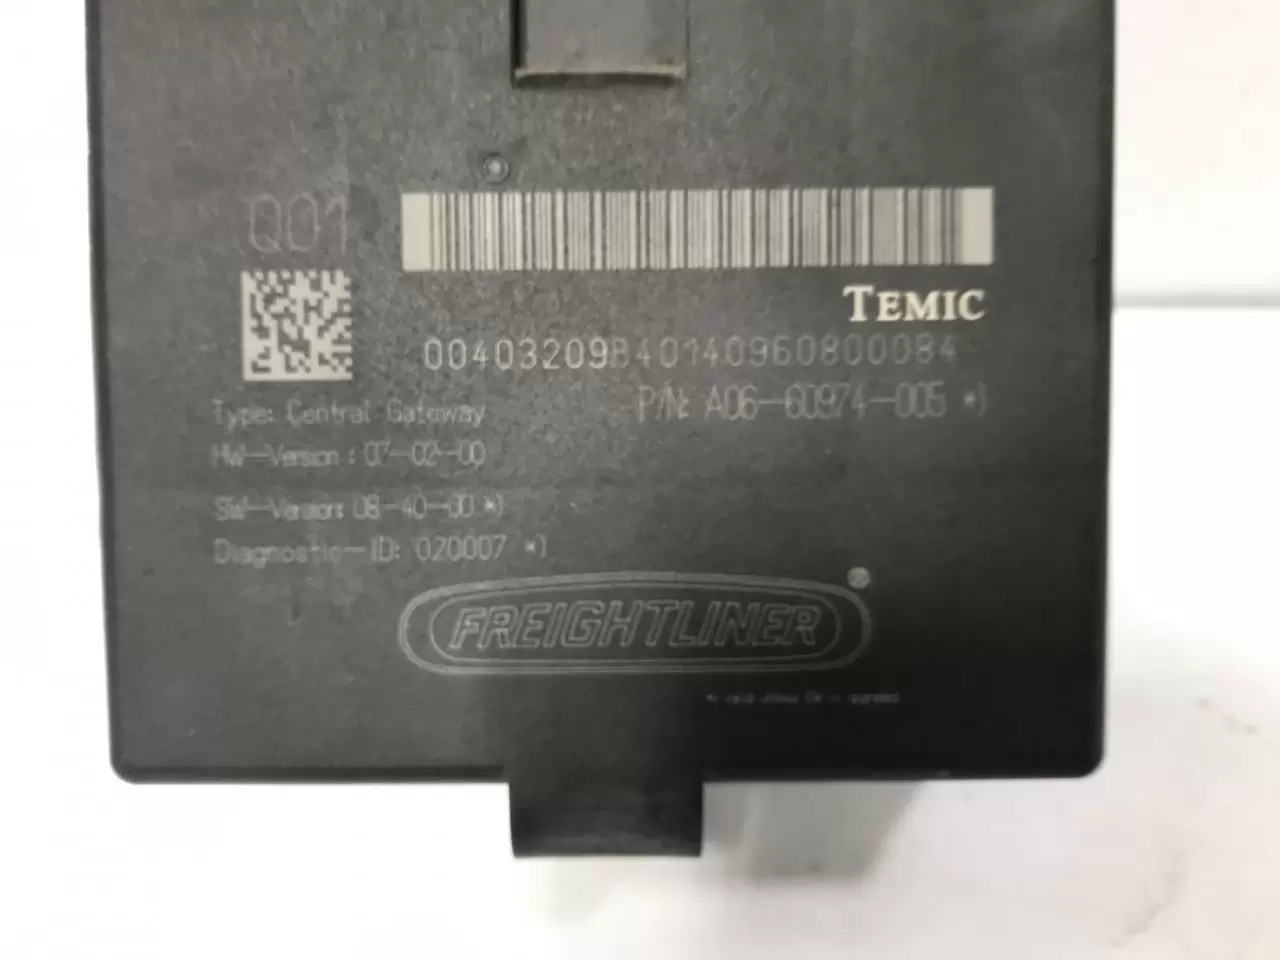 Q01
TEMIC
00403209B40140960800084
P/N: A06-60974-005 *)
Type: Central Gateway
HW-Version: 07-02-00
SW-Version: 08-40-00 *)
Diagnostic-ID: 020007 *)
FREIGHTLINER ®